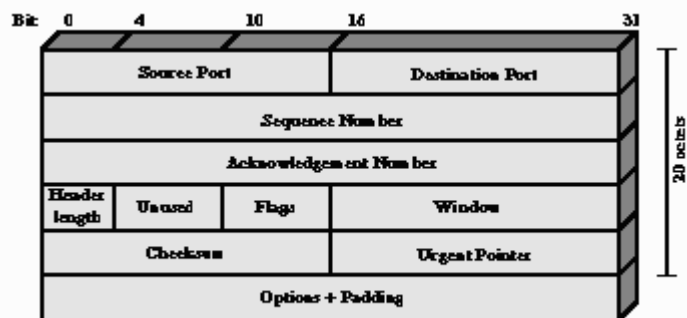 Bit: 0 4 10 16 31
Source Port Destination Port
Sequence Number
Acknowledgement Number
Header length Unused Flags Window
Checksum Urgent Pointer
Options + Padding
20 octets